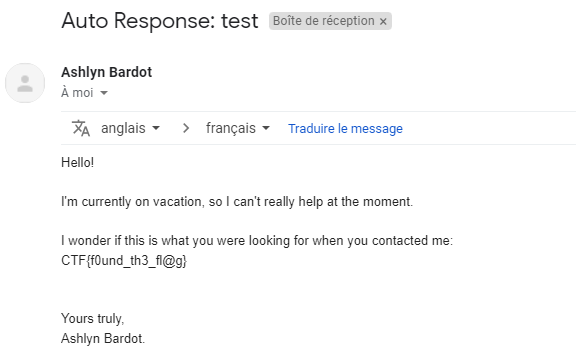 Auto Response: test Boîte de réception ×
Ashlyn Bardot
À moi
anglais > français Traduire le message
Hello!
I'm currently on vacation, so I can't really help at the moment.
I wonder if this is what you were looking for when you contacted me:
CTF{f0und_th3_fl@g}
Yours truly,
Ashlyn Bardot.